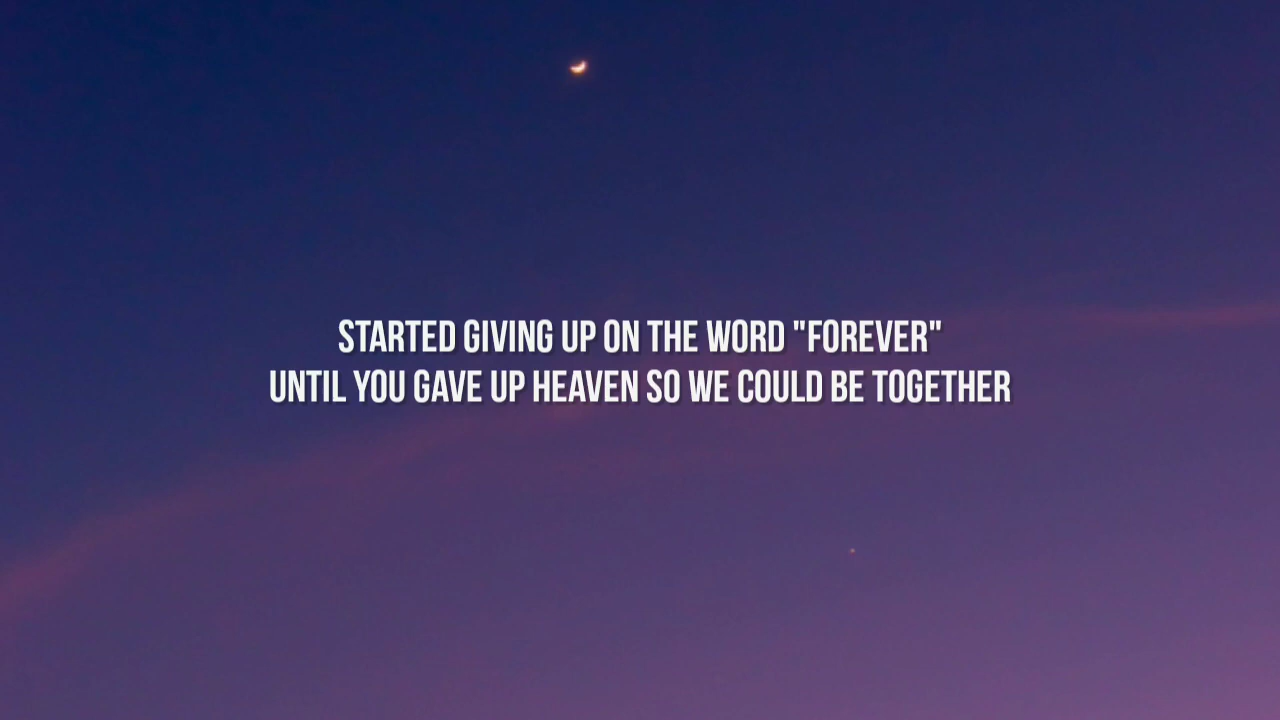 STARTED GIVING UP ON THE WORD "FOREVER"
UNTIL YOU GAVE UP HEAVEN SO WE COULD BE TOGETHER